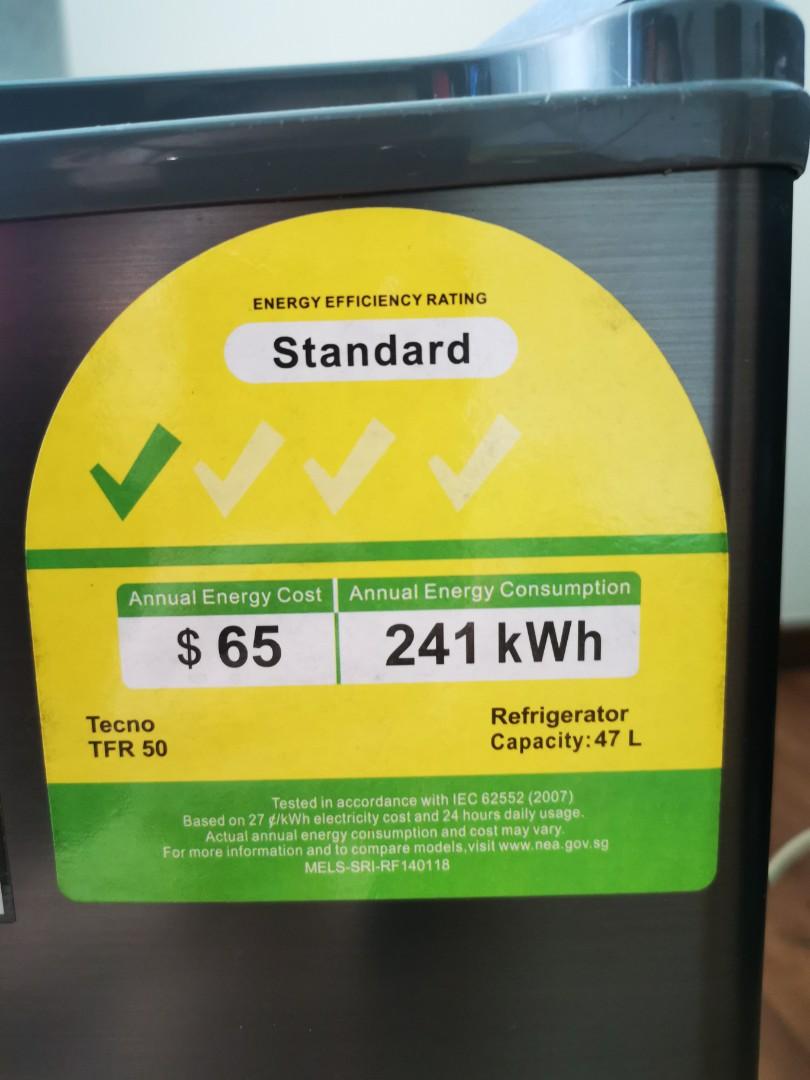 ENERGY EFFICIENCY RATING
Standard
Annual Energy Cost
Annual Energy Consumption
$ 65
241 kWh
Tecno
TFR 50
Refrigerator
Capacity: 47 L
Tested in accordance with IEC 62552 (2007)
Based on 27 ¢/kWh electricity cost and 24 hours daily usage.
Actual annual energy consumption and cost may vary.
For more information and to compare models,visit www.nea.gov.sg
MELS-SRI-RF140118